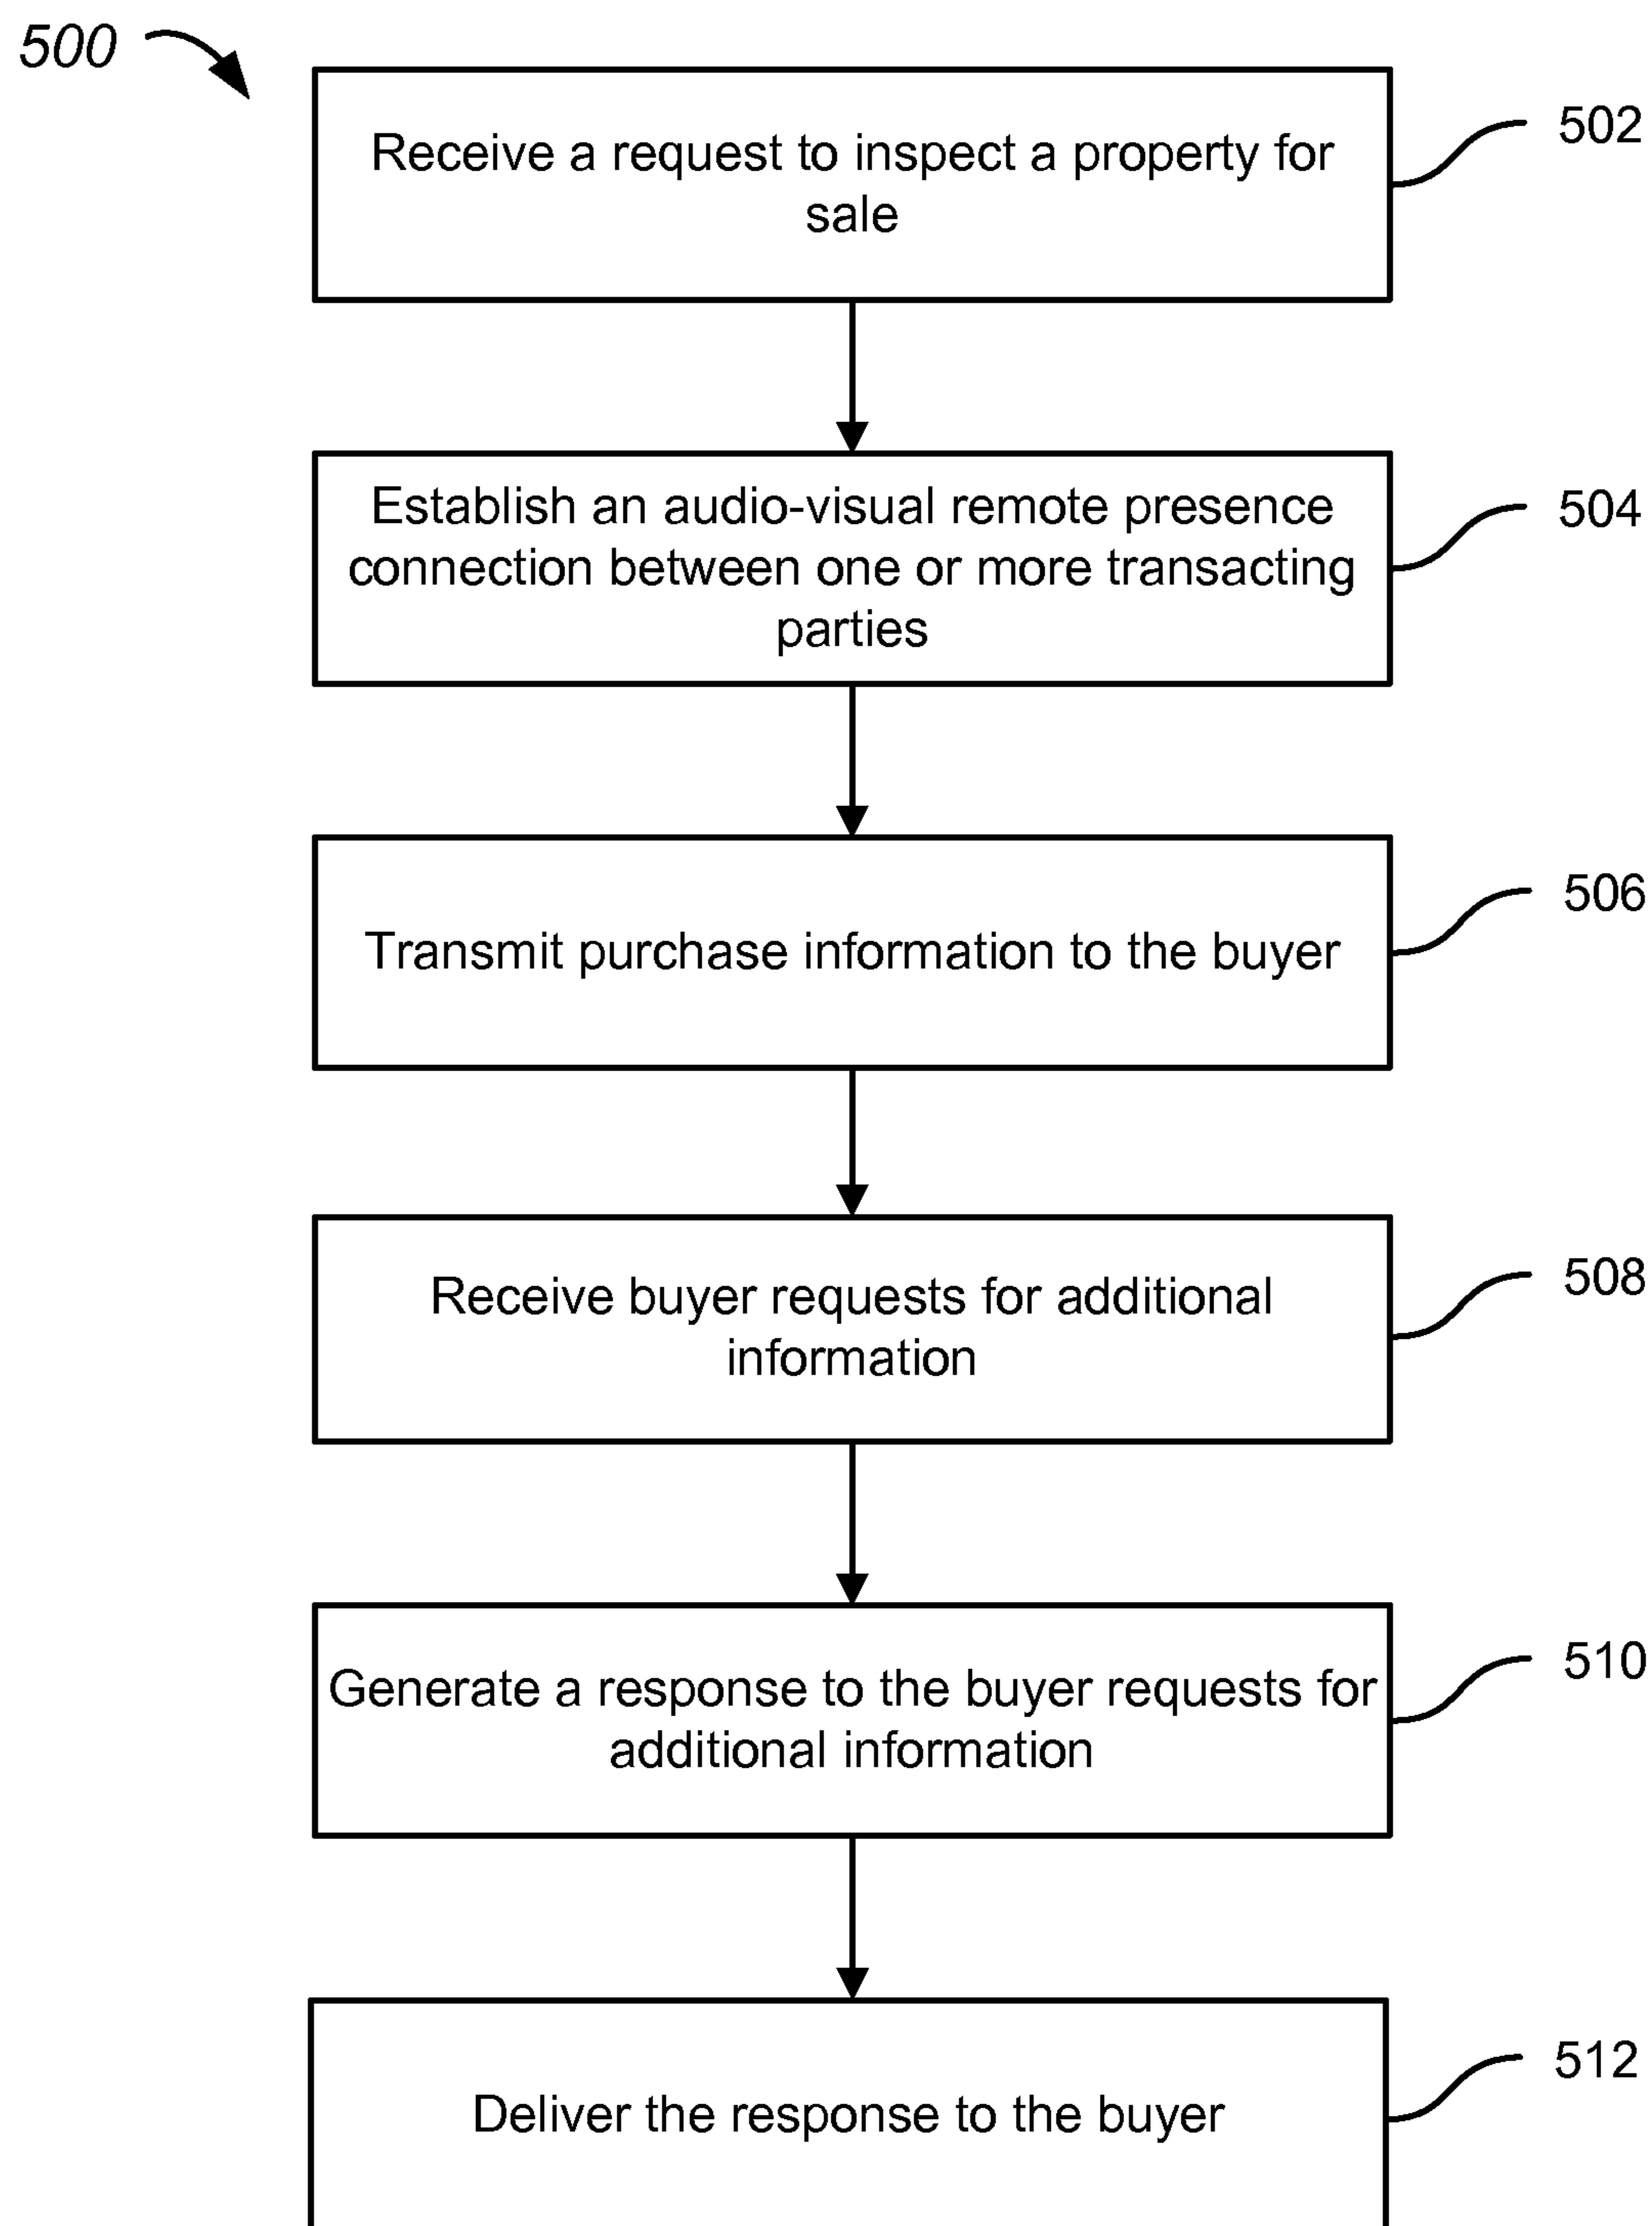 500
Receive a request to inspect a property for
sale
502
Establish an audio-visual remote presence
connection between one or more transacting
parties
504
Transmit purchase information to the buyer
506
Receive buyer requests for additional
information
508
Generate a response to the buyer requests for
additional information
510
Deliver the response to the buyer
512